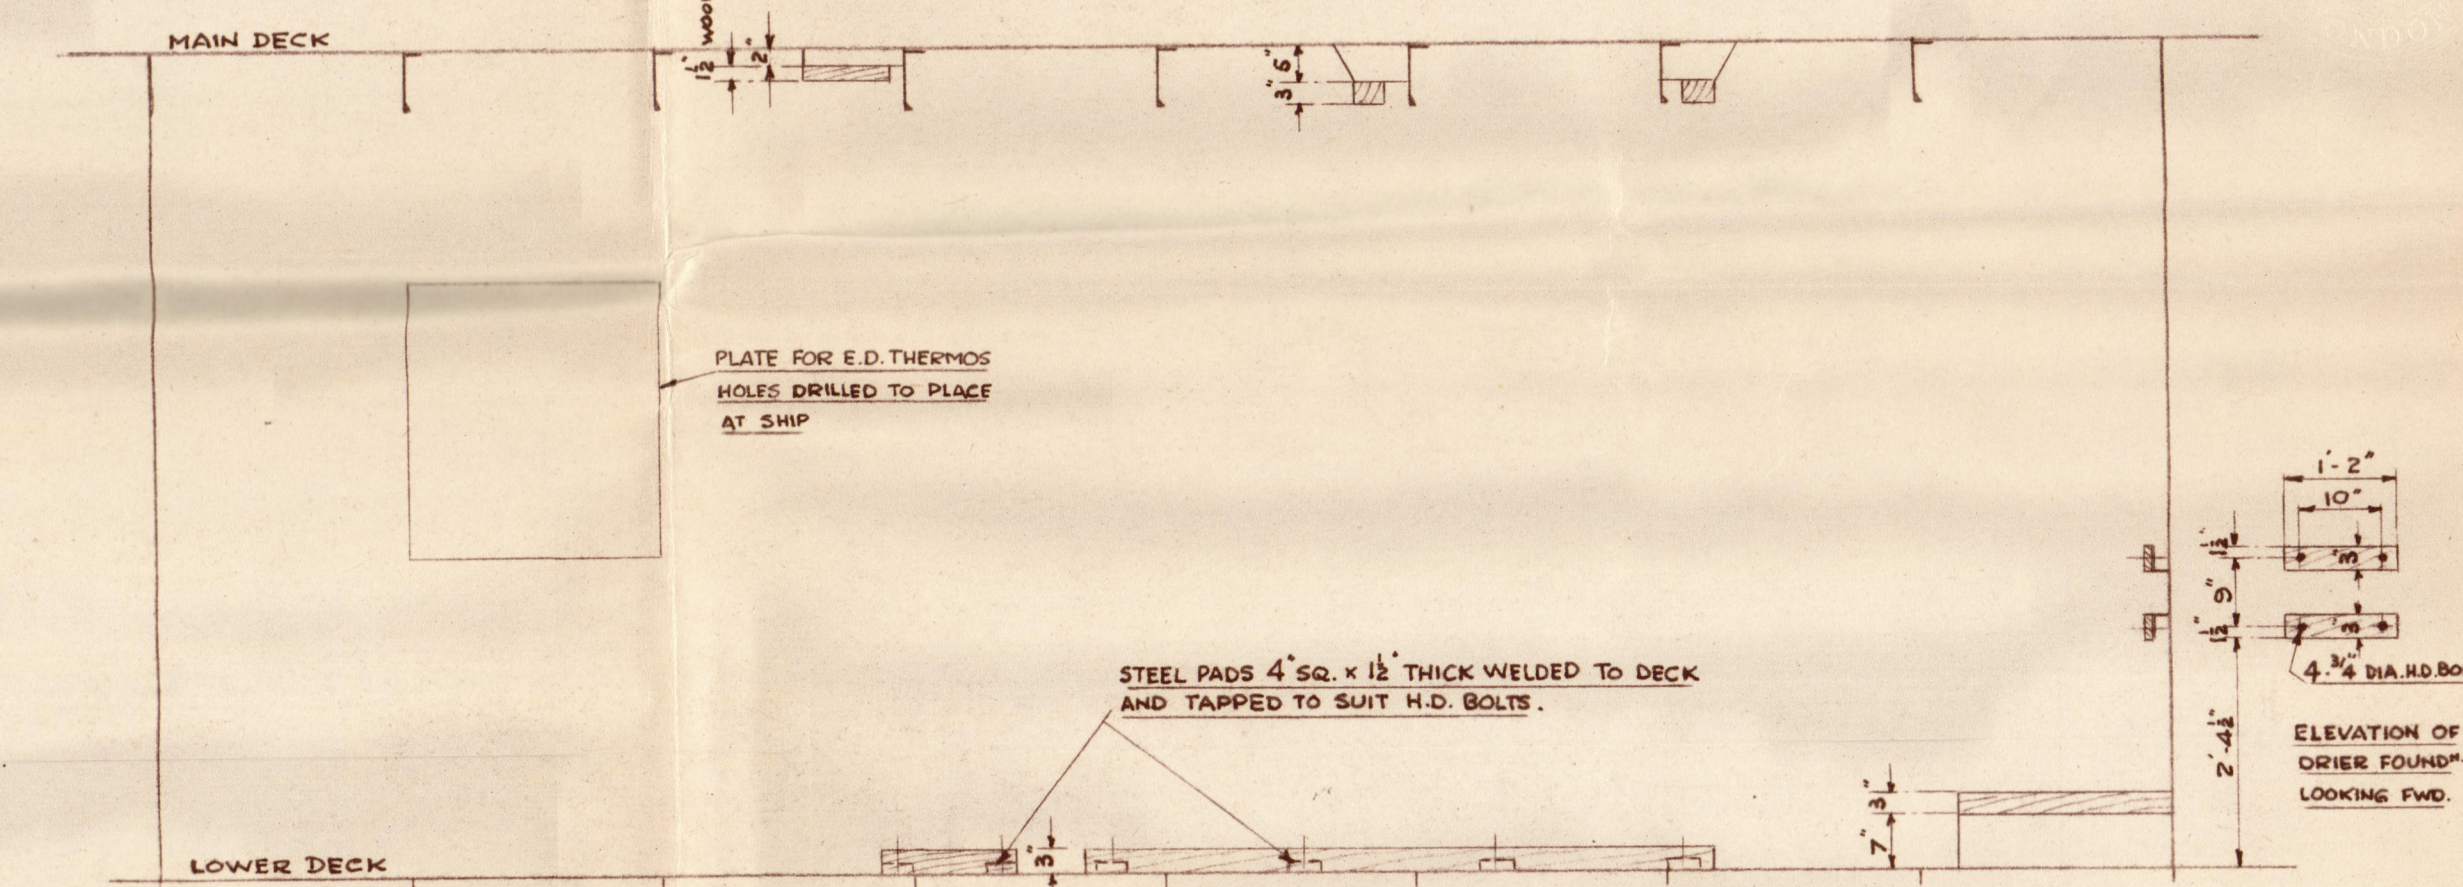 MAIN DECK
1½"
2"
6"
3"
PLATE FOR E.D. THERMOS
HOLES DRILLED TO PLACE
AT SHIP
1'-2"
10"
1½"
3"
9"
1½"
3"
4-¾" DIA. H.D.
STEEL PADS 4" SQ. x 1½" THICK WELDED TO DECK
AND TAPPED TO SUIT H.D. BOLTS.
2'-4½"
ELEVATION OF
DRIER FOUNDN.
LOOKING FWD.
3"
7"
3"
LOWER DECK